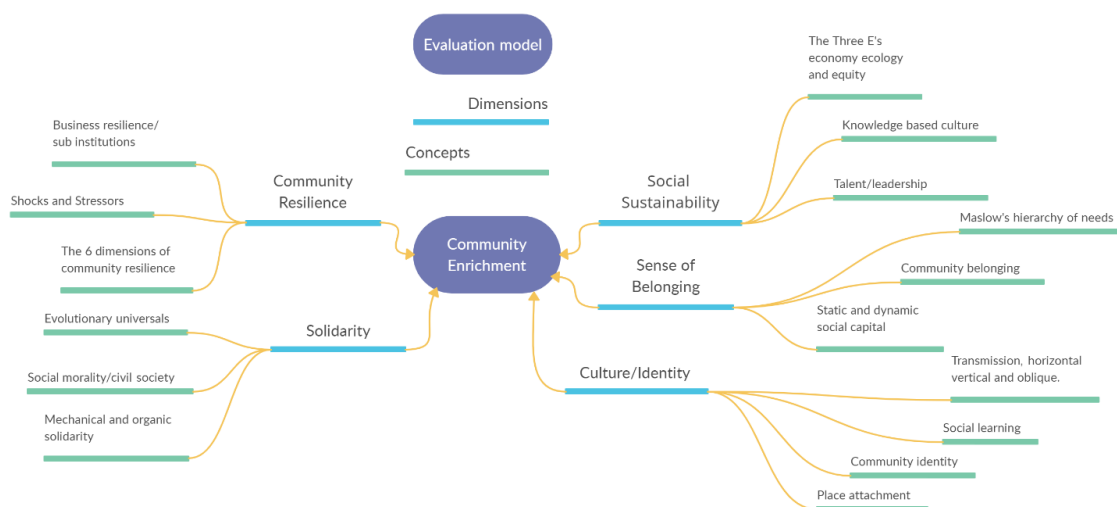 Evaluation model
Dimensions
Concepts
Community
Enrichment
Business resilience/
sub institutions
Shocks and Stressors
The 6 dimensions of
community resilience
Community
Resilience
Evolutionary universals
Social morality/civil society
Mechanical and organic
solidarity
Solidarity
The Three E's
economy ecology
and equity
Knowledge based culture
Talent/leadership
Social
Sustainability
Maslow's hierarchy of needs
Community belonging
Static and dynamic
social capital
Sense of
Belonging
Transmission, horizontal
vertical and oblique.
Social learning
Community identity
Place attachment
Culture/Identity